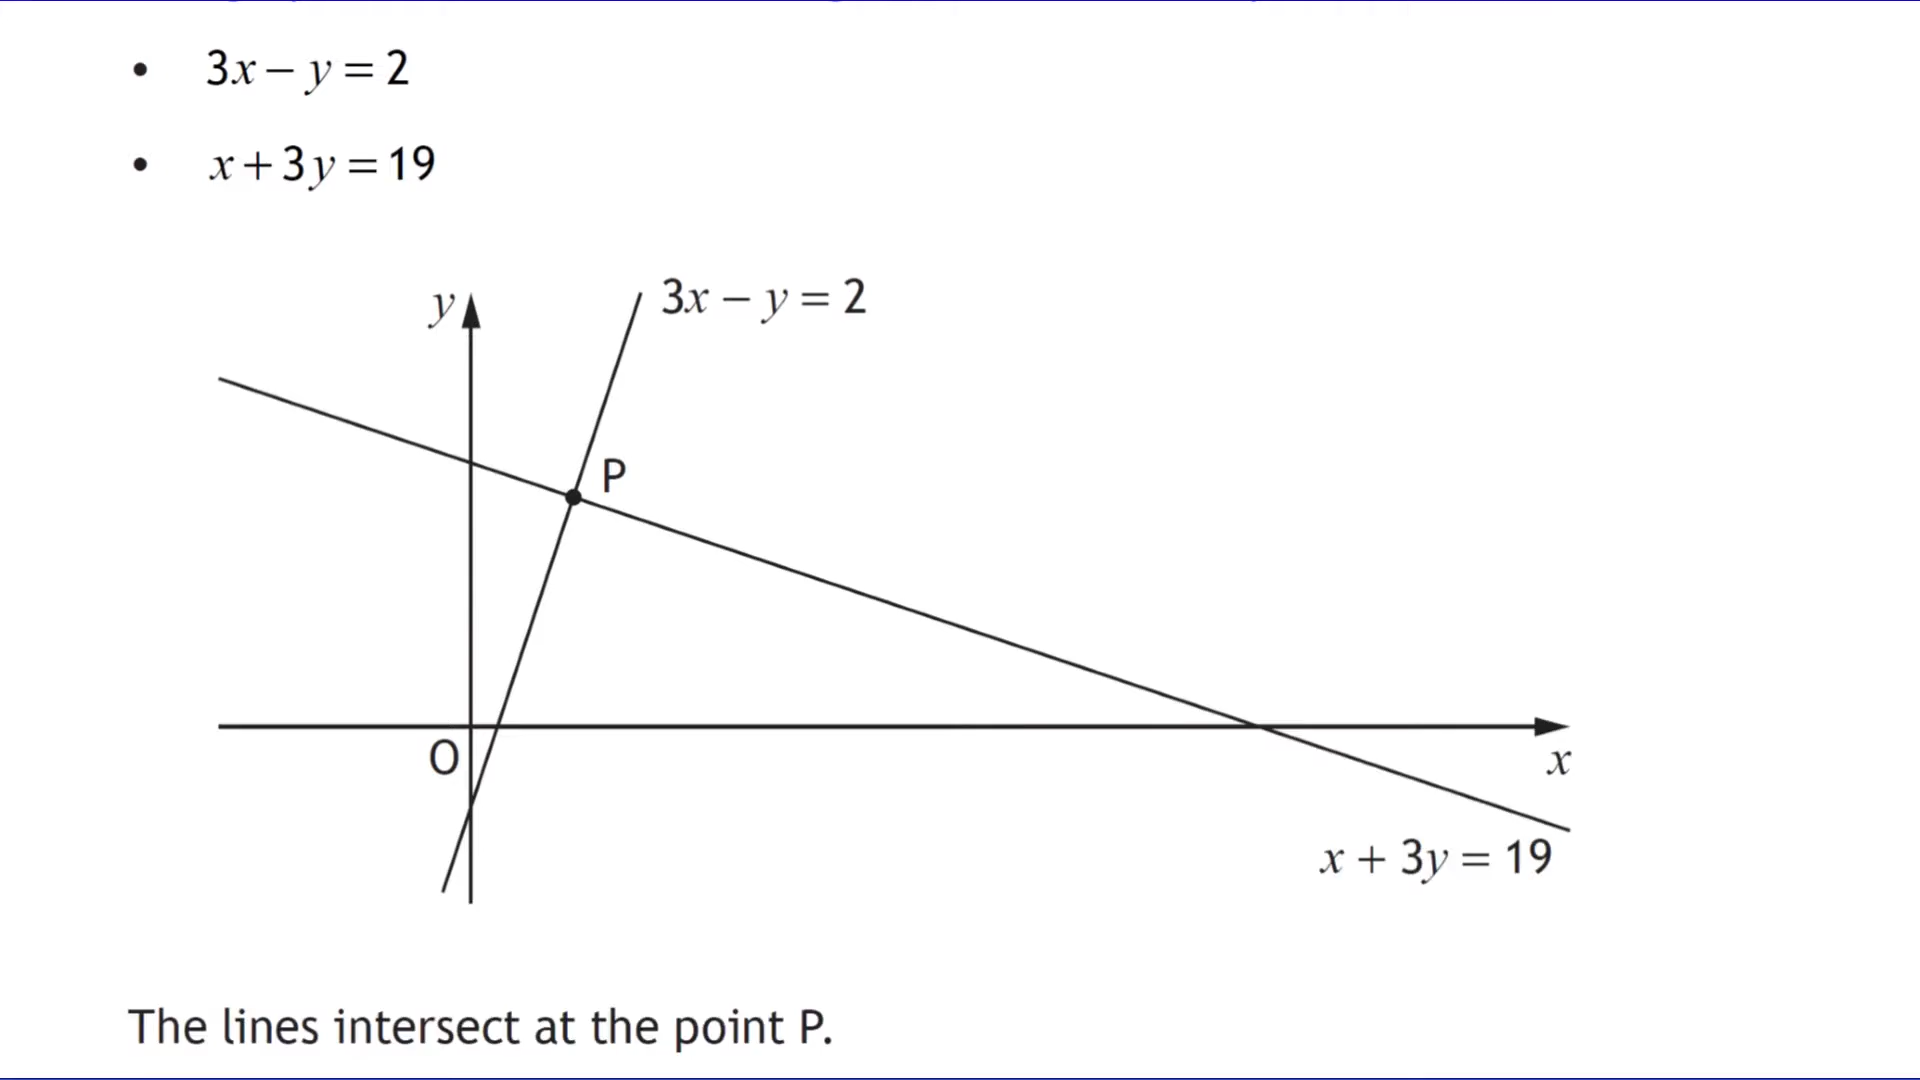 • 3x − y = 2
• x + 3y = 19
y
3x − y = 2
P
O
x
x + 3y = 19
The lines intersect at the point P.